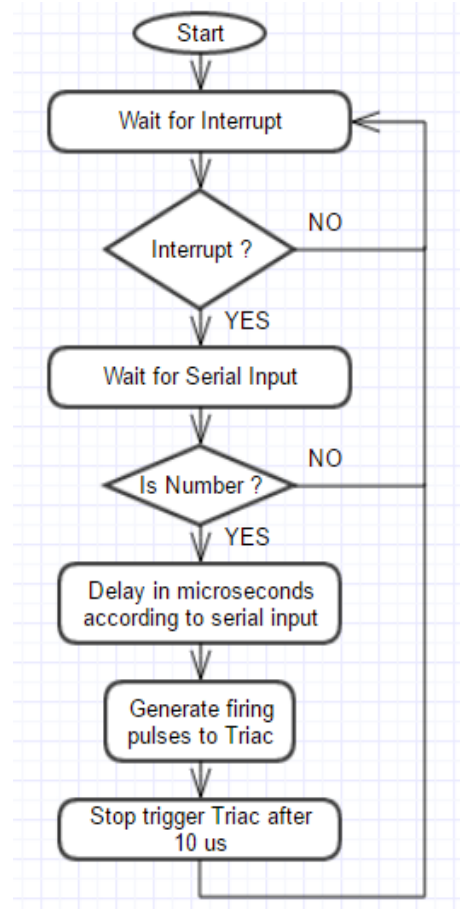 Start
Wait for Interrupt
NO
Interrupt ?
YES
Wait for Serial Input
NO
Is Number ?
YES
Delay in microseconds
according to serial input
Generate firing
pulses to Triac
Stop trigger Triac after
10 us